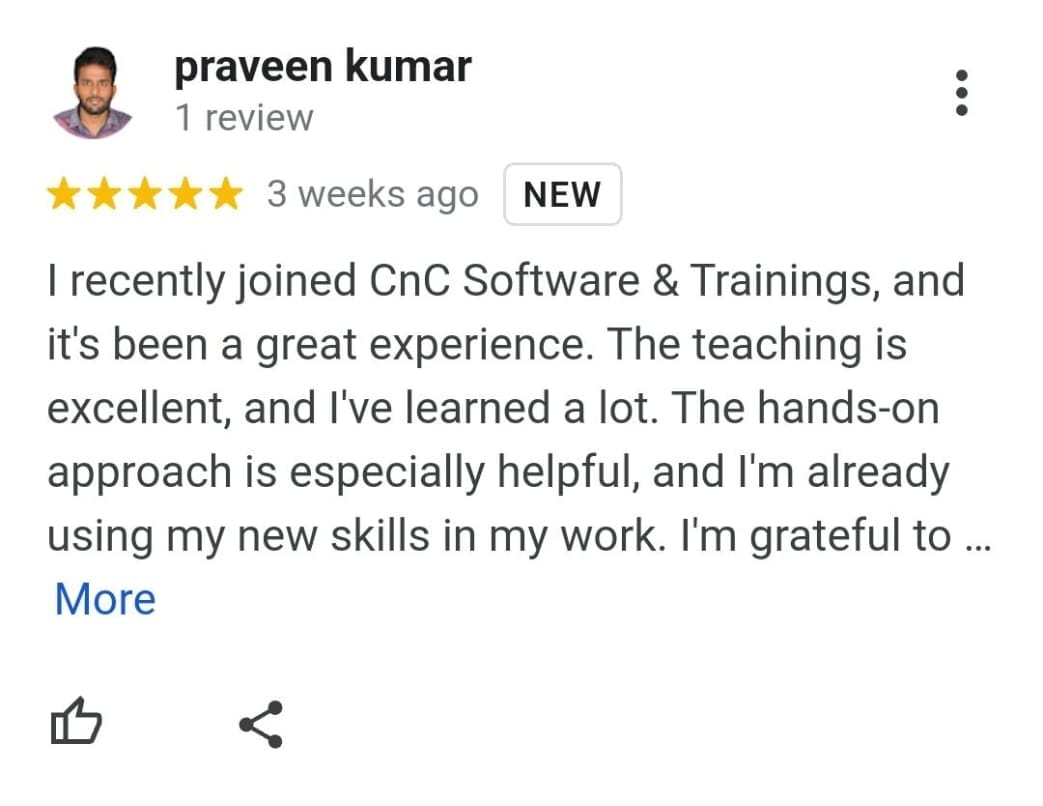 praveen kumar
1 review
3 weeks ago NEW
I recently joined CnC Software & Trainings, and
it's been a great experience. The teaching is
excellent, and I've learned a lot. The hands-on
approach is especially helpful, and I'm already
using my new skills in my work. I'm grateful to ...
More